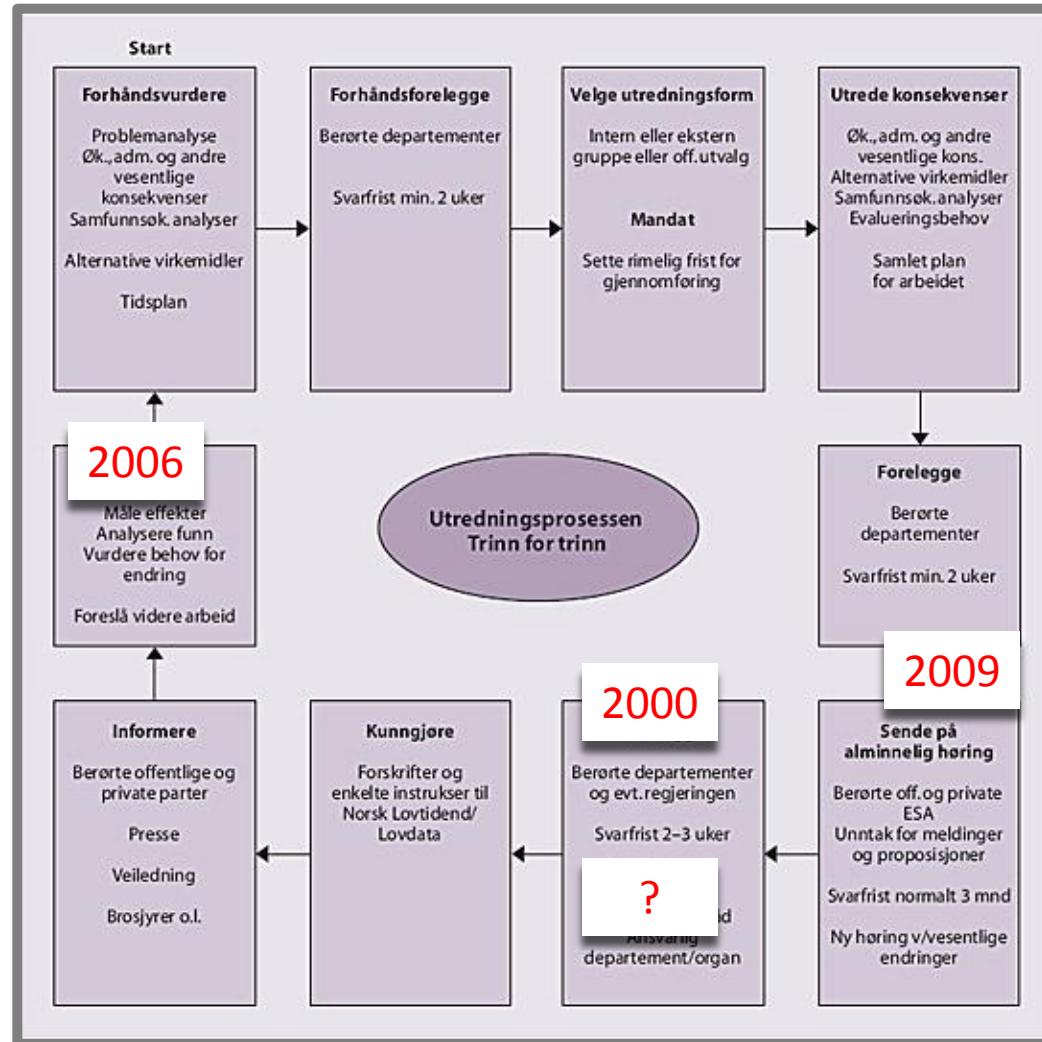 Start
Forhåndsvurdere
Problemanalyse
Øk., adm. og andre
vesentlige
konsekvenser
Samfunnsøk. analyser
Alternative virkemidler
Tidsplan
Forhåndsforelegge
Berørte departementer
Svarfrist min. 2 uker
Velge utredningsform
Intern eller ekstern
gruppe eller off. utvalg
Mandat
Sette rimelig frist for
gjennomføring
Utrede konsekvenser
Øk., adm. og andre
vesentlige kons.
Alternative virkemidler
Samfunnsøk. analyser
Evalueringsbehov
Samlet plan
for arbeidet
2006
Måle effekter
Analysere funn
Vurdere behov for
endring
Foreslå videre arbeid
Utredningsprosessen
Trinn for trinn
Forelegge
Berørte
departementer
Svarfrist min. 2 uker
Informere
Berørte offentlige og
private parter
Presse
Veiledning
Brosjyrer o.l.
Kunngjøre
Forskrifter og
enkelte instrukser til
Norsk Lovtidend/
Lovdata
2000
Berørte departementer
og evt. regjeringen
Svarfrist 2–3 uker
?
Ansvarlig
departement/organ
2009
Sende på
alminnelig høring
Berørte off. og private
ESA
Unntak for meldinger
og proposisjoner
Svarfrist normalt 3 mnd
Ny høring v/vesentlige
endringer